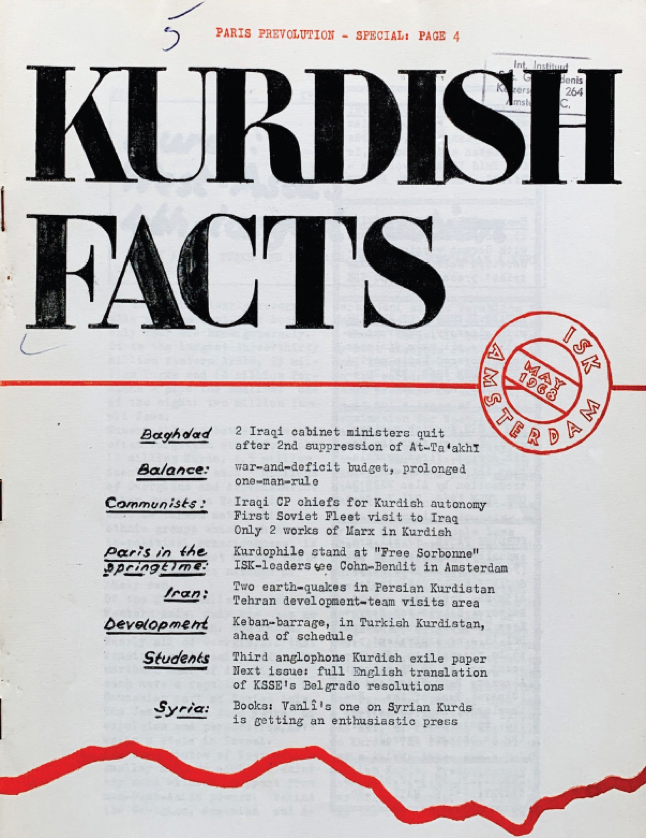 5
PARIS PREVOLUTION - SPECIAL: PAGE 4
Int. Instituut
264
C.
KURDISH
FACTS
ISK
AMSTERDAM
MAY
1968
Baghdad
2 Iraqi cabinet ministers quit
after 2nd suppression of At-Ta'akhī
Balance:
war-and-deficit budget, prolonged
one-man-rule
Communists:
Iraqi CP chiefs for Kurdish autonomy
First Soviet Fleet visit to Iraq
Only 2 works of Marx in Kurdish
Paris in the
springtime:
Kurdophile stand at "Free Sorbonne"
ISK-leaders see Cohn-Bendit in Amsterdam
Iran:
Two earth-quakes in Persian Kurdistan
Tehran development-team visits area
Development
Keban-barrage, in Turkish Kurdistan,
ahead of schedule
Students
Third anglophone Kurdish exile paper
Next issue: full English translation
of KSSE's Belgrado resolutions
Syria:
Books: Vanlî's one on Syrian Kurds
is getting an enthusiastic press